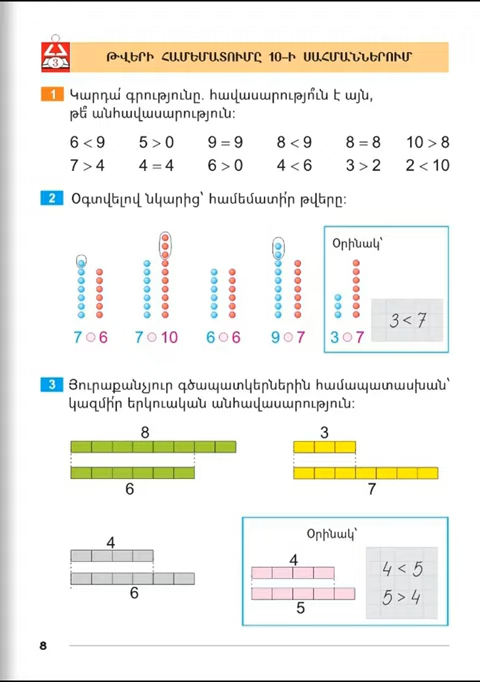 3
ԹՎԵՐԻ ՀԱՄԵՄԱՏՈՒՄԸ 10-Ի ՍԱՀՄԱՆՆԵՐՈՒՄ
1 Կարդա՛ գրությունը. հավասարությո՞ւն է այն,
թե՞ անհավասարություն:
6 < 9 5 > 0 9 = 9 8 < 9 8 = 8 10 > 8
7 > 4 4 = 4 6 > 0 4 < 6 3 > 2 2 < 10
2 Օգտվելով նկարից՝ համեմատի՛ր թվերը:
Օրինակ՝
3 < 7
7 ○ 6 7 ○ 10 6 ○ 6 9 ○ 7 3 ○ 7
3 Յուրաքանչյուր գծապատկերներին համապատասխան՝
կազմի՛ր երկուական անհավասարություն:
8 3
6 7
Օրինակ՝
4 4
4 < 5
6 5
5 > 4
8